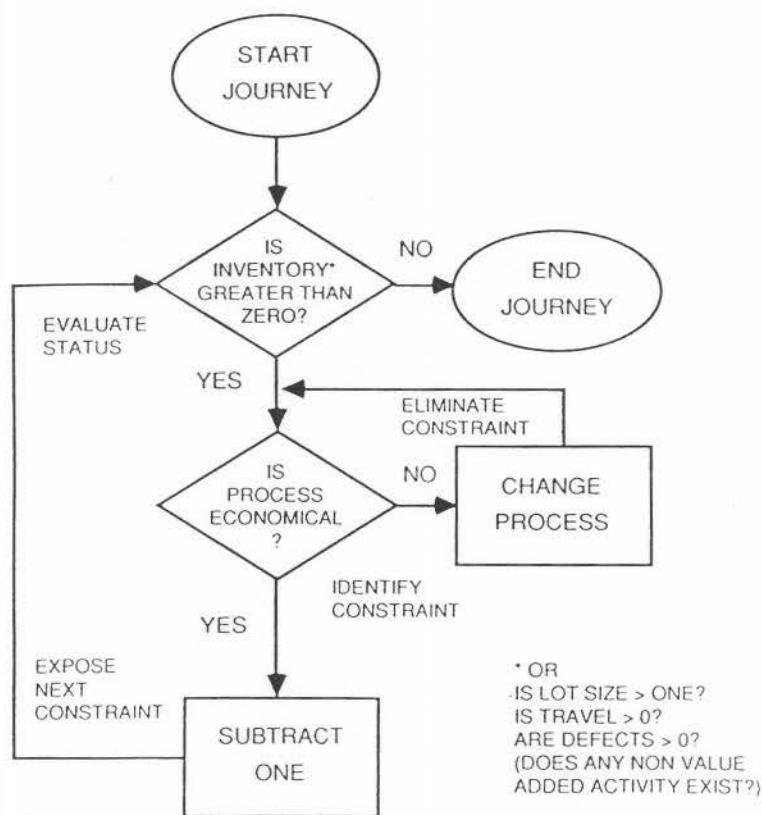 START
JOURNEY
IS
INVENTORY*
GREATER THAN
ZERO?
NO
END
JOURNEY
EVALUATE
STATUS
YES
ELIMINATE
CONSTRAINT
IS
PROCESS
ECONOMICAL
?
NO
CHANGE
PROCESS
IDENTIFY
CONSTRAINT
YES
EXPOSE
NEXT
CONSTRAINT
SUBTRACT
ONE
* OR
IS LOT SIZE > ONE?
IS TRAVEL > 0?
ARE DEFECTS > 0?
(DOES ANY NON VALUE
ADDED ACTIVITY EXIST?)